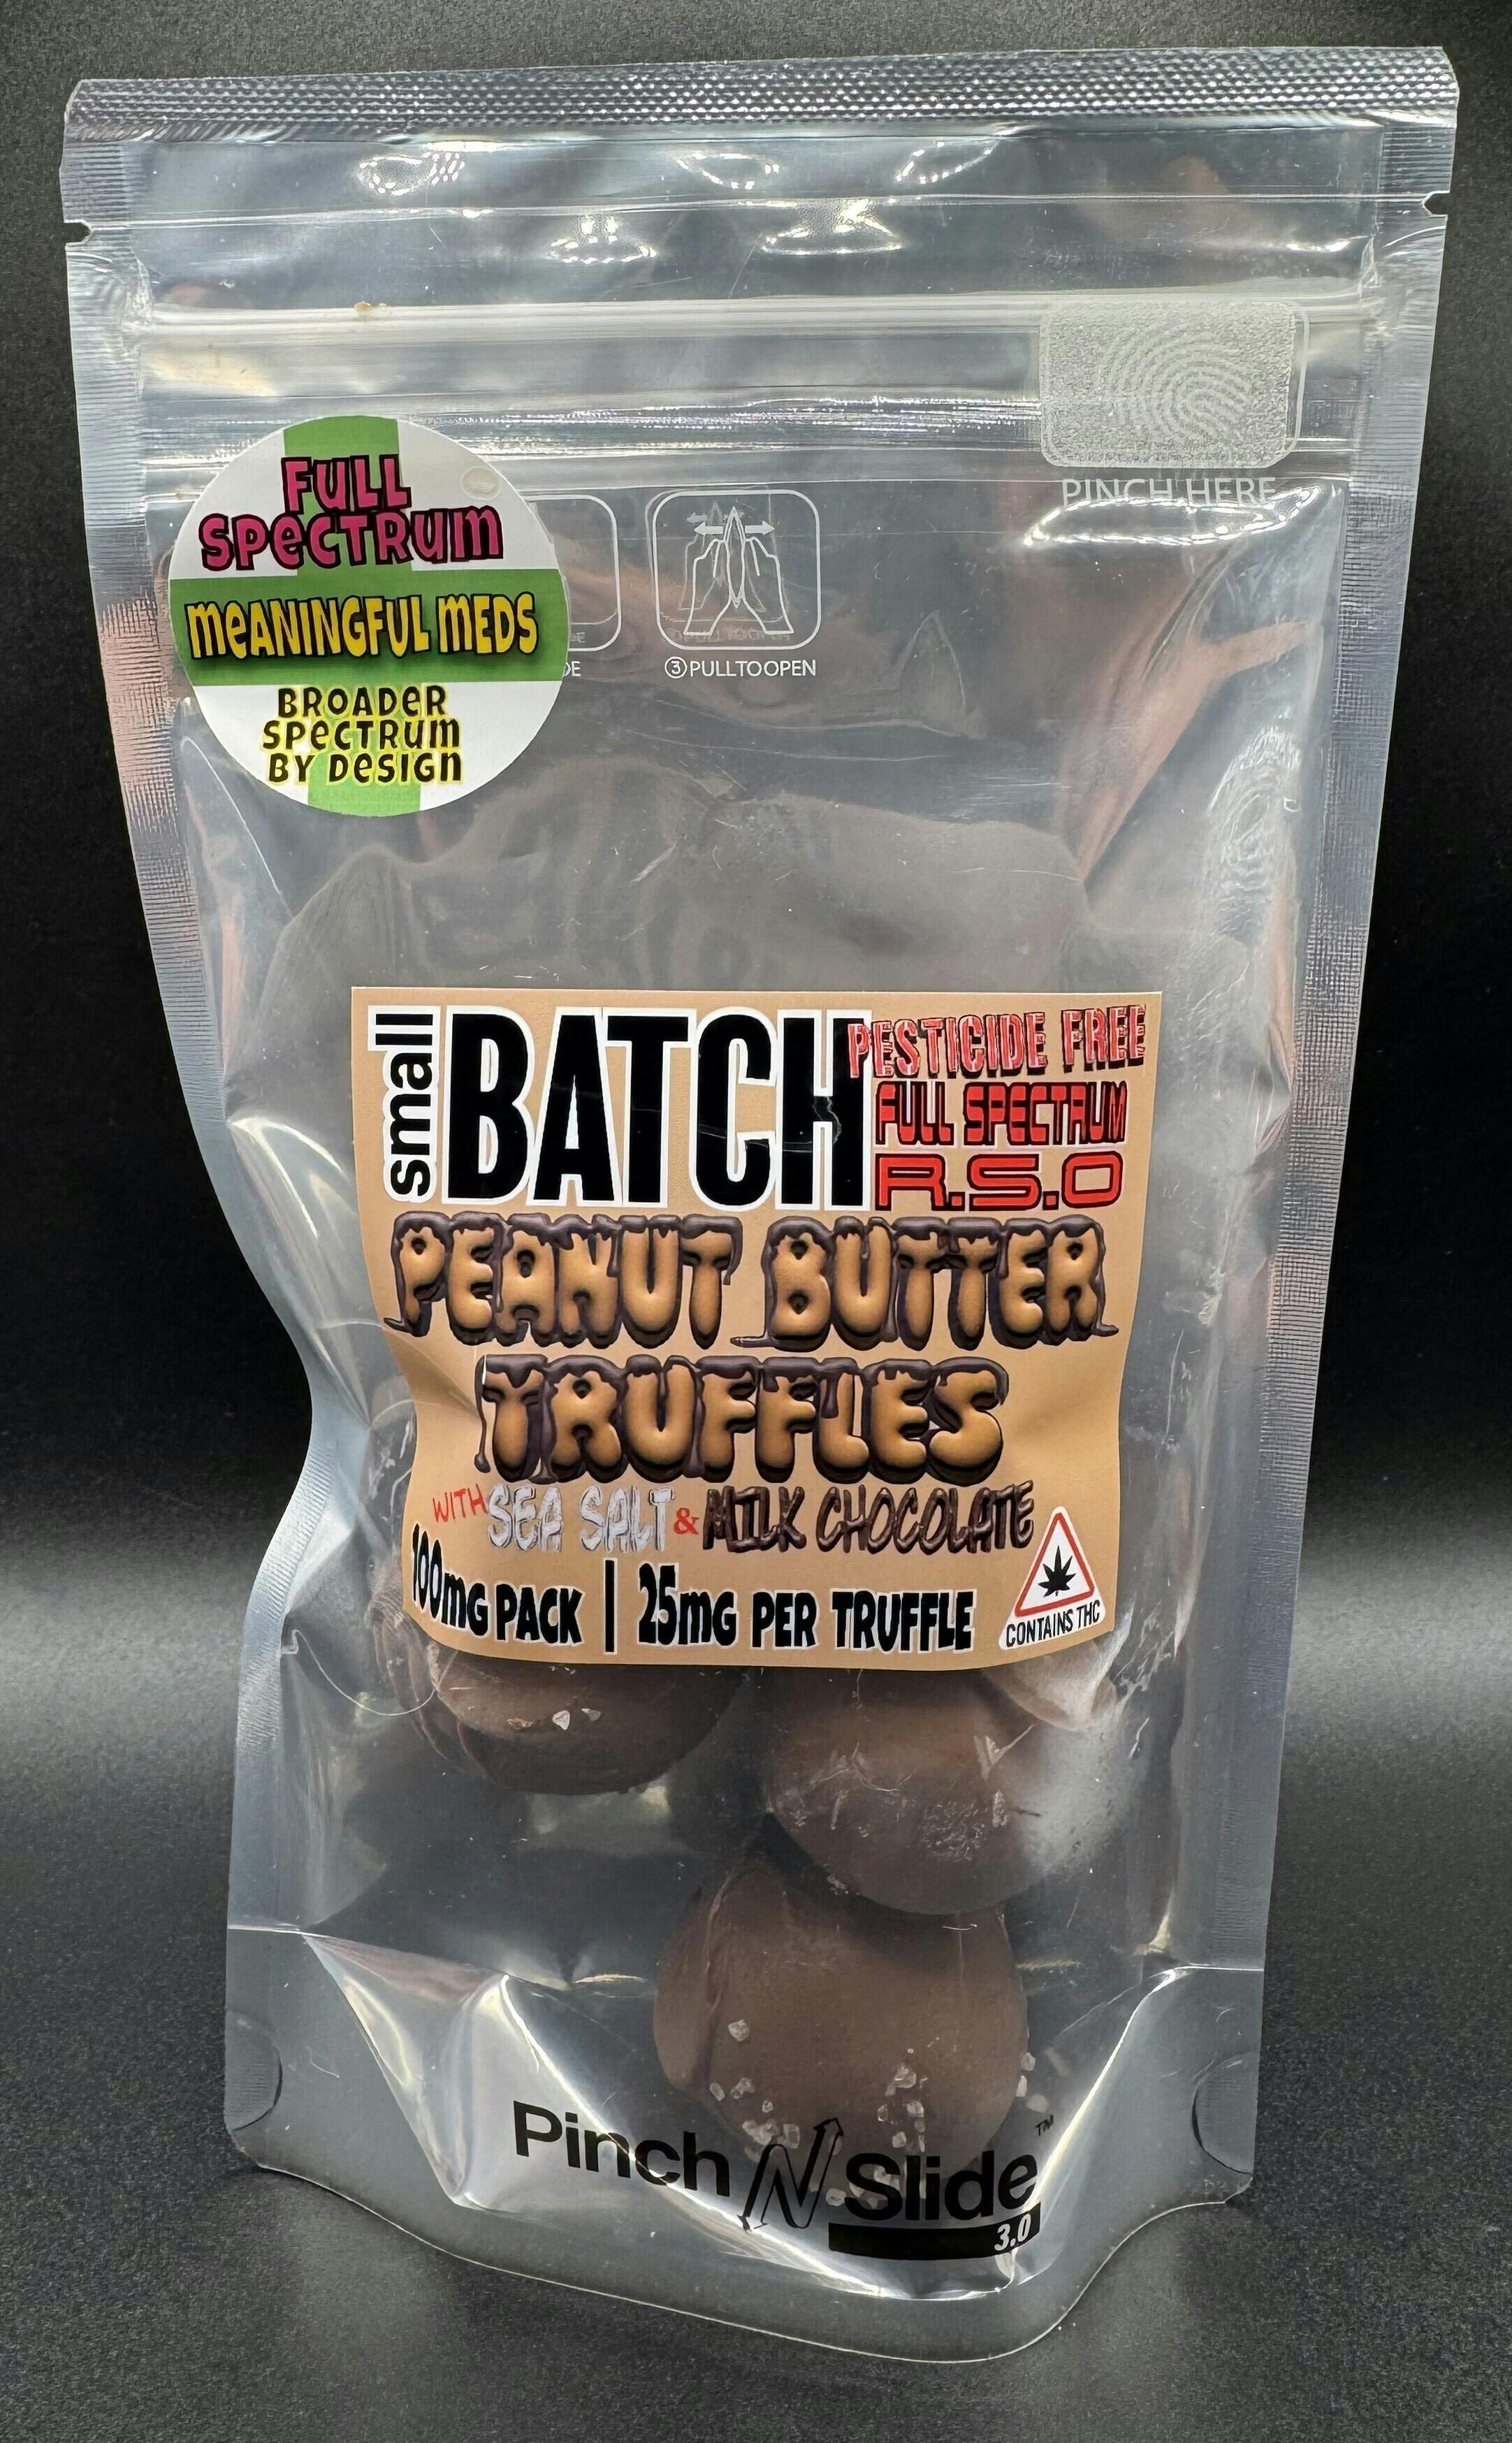 PINCH HERE
FULL
SPECTRUM
MEANINGFUL MEDS
BROADER
SPECTRUM
BY DESIGN
DE
③PULLTOOPEN
small
BATCH
PESTICIDE FREE
FULL SPECTRUM
R.S.O
PEANUT BUTTER
TRUFFLES
WITH SEA SALT & MILK CHOCOLATE
100mg PACK | 25mg PER TRUFFLE
CONTAINS THC
Pinch N Slide™
3.0